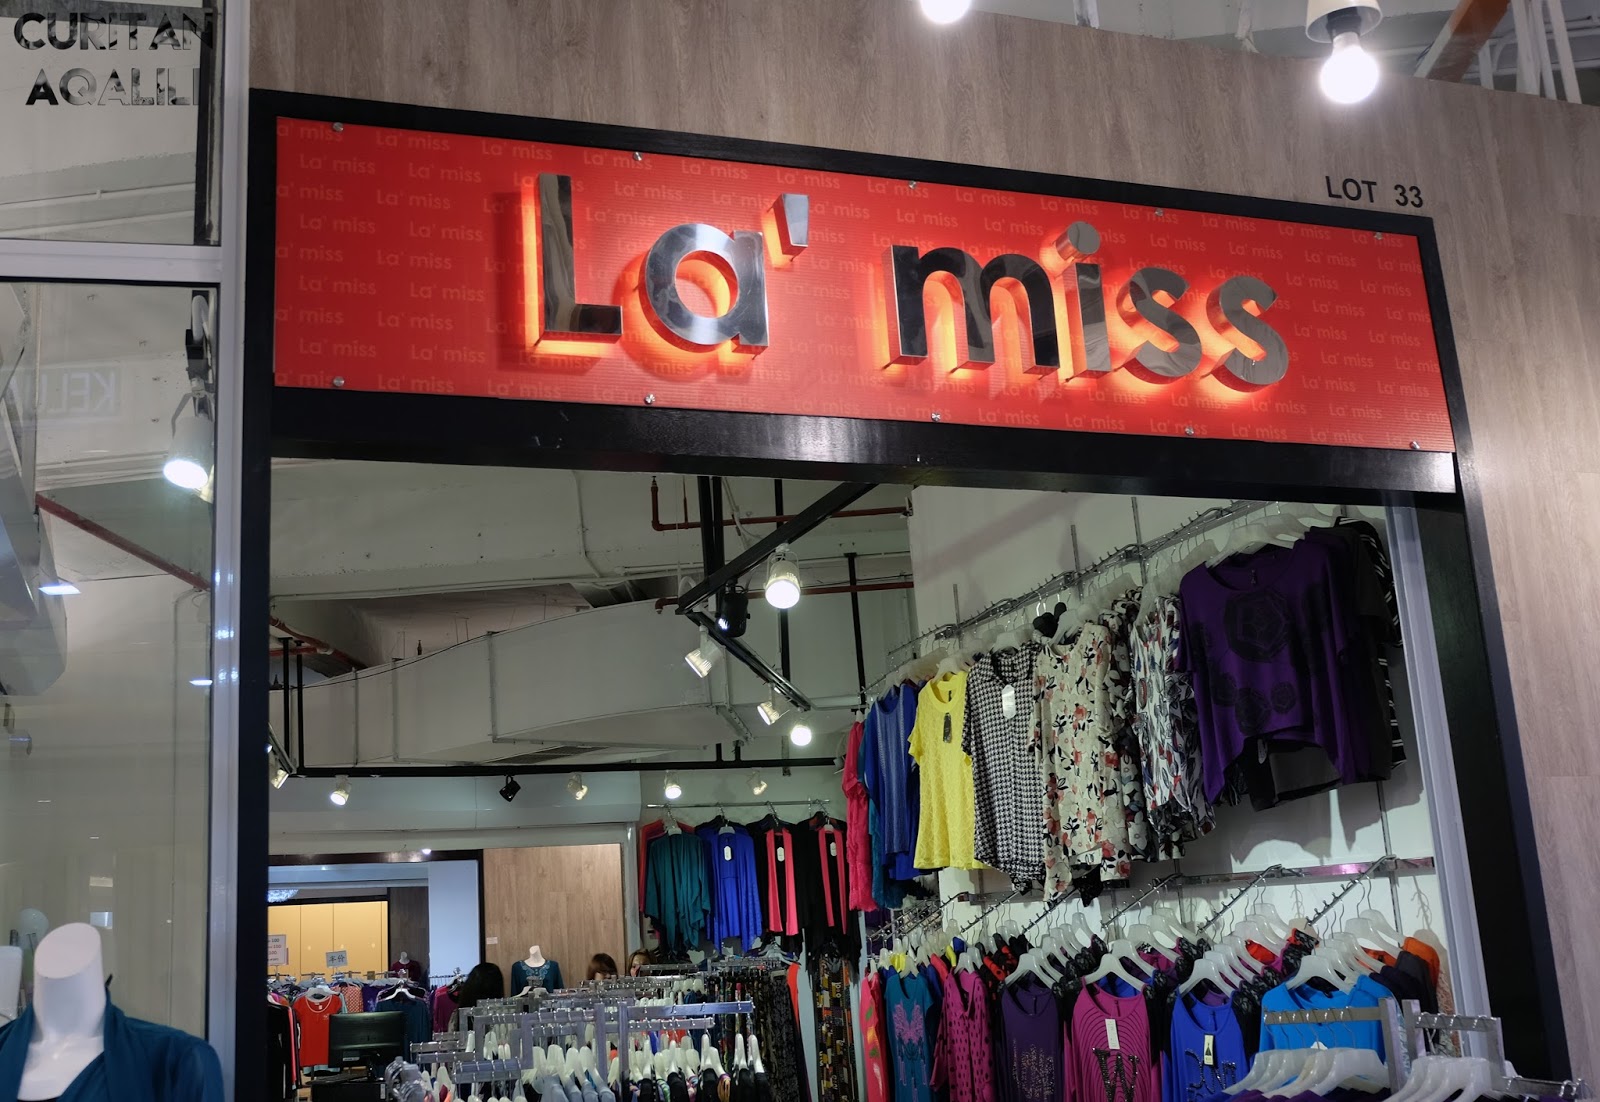 CURITAN
AQALILI
LOT 33
La' miss